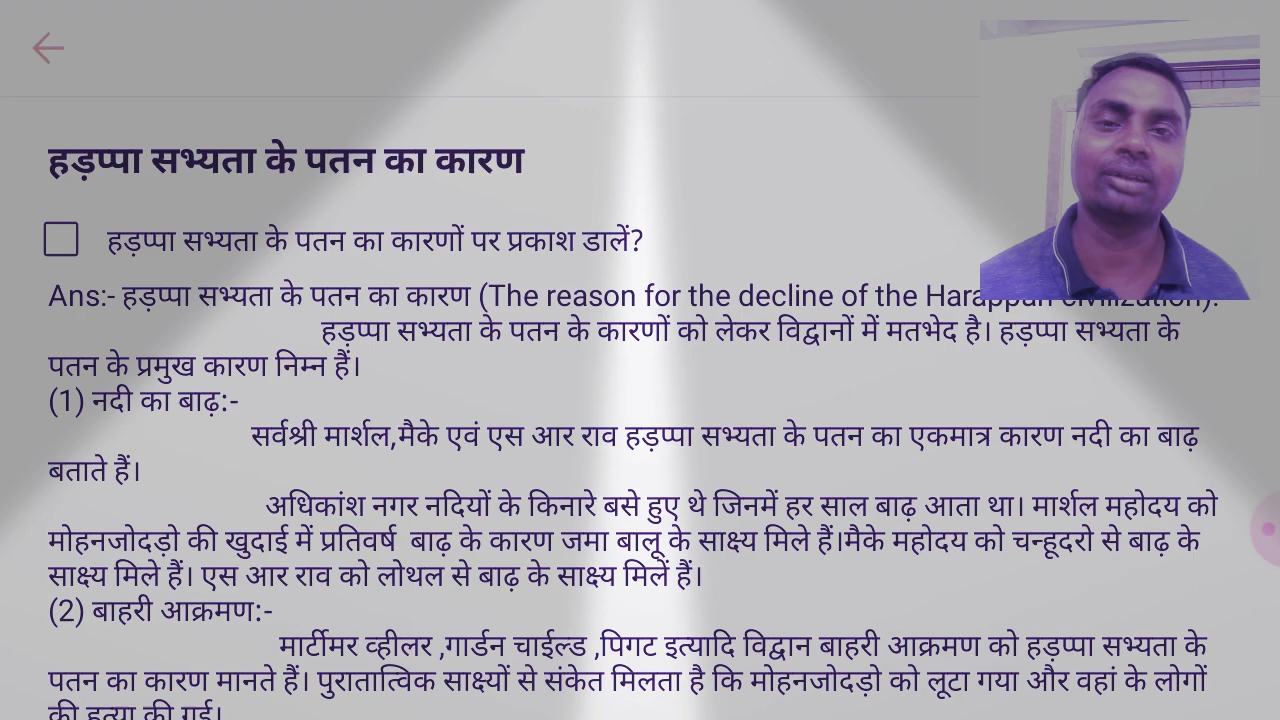 हड़प्पा सभ्यता के पतन का कारण
हड़प्पा सभ्यता के पतन का कारणों पर प्रकाश डालें?
Ans:- हड़प्पा सभ्यता के पतन का कारण (The reason for the decline of the Harappan civilization):
हड़प्पा सभ्यता के पतन के कारणों को लेकर विद्वानों में मतभेद है। हड़प्पा सभ्यता के
पतन के प्रमुख कारण निम्न हैं।
(1) नदी का बाढ़:-
सर्वश्री मार्शल,मैके एवं एस आर राव हड़प्पा सभ्यता के पतन का एकमात्र कारण नदी का बाढ़
बताते हैं।
अधिकांश नगर नदियों के किनारे बसे हुए थे जिनमें हर साल बाढ़ आता था। मार्शल महोदय को
मोहनजोदड़ो की खुदाई में प्रतिवर्ष बाढ़ के कारण जमा बालू के साक्ष्य मिले हैं।मैके महोदय को चन्हूदरो से बाढ़ के
साक्ष्य मिले हैं। एस आर राव को लोथल से बाढ़ के साक्ष्य मिलें हैं।
(2) बाहरी आक्रमण:-
मार्टीमर व्हीलर ,गार्डन चाईल्ड ,पिगट इत्यादि विद्वान बाहरी आक्रमण को हड़प्पा सभ्यता के
पतन का कारण मानते हैं। पुरातात्विक साक्ष्यों से संकेत मिलता है कि मोहनजोदड़ो को लूटा गया और वहां के लोगों
की हत्या की गई।